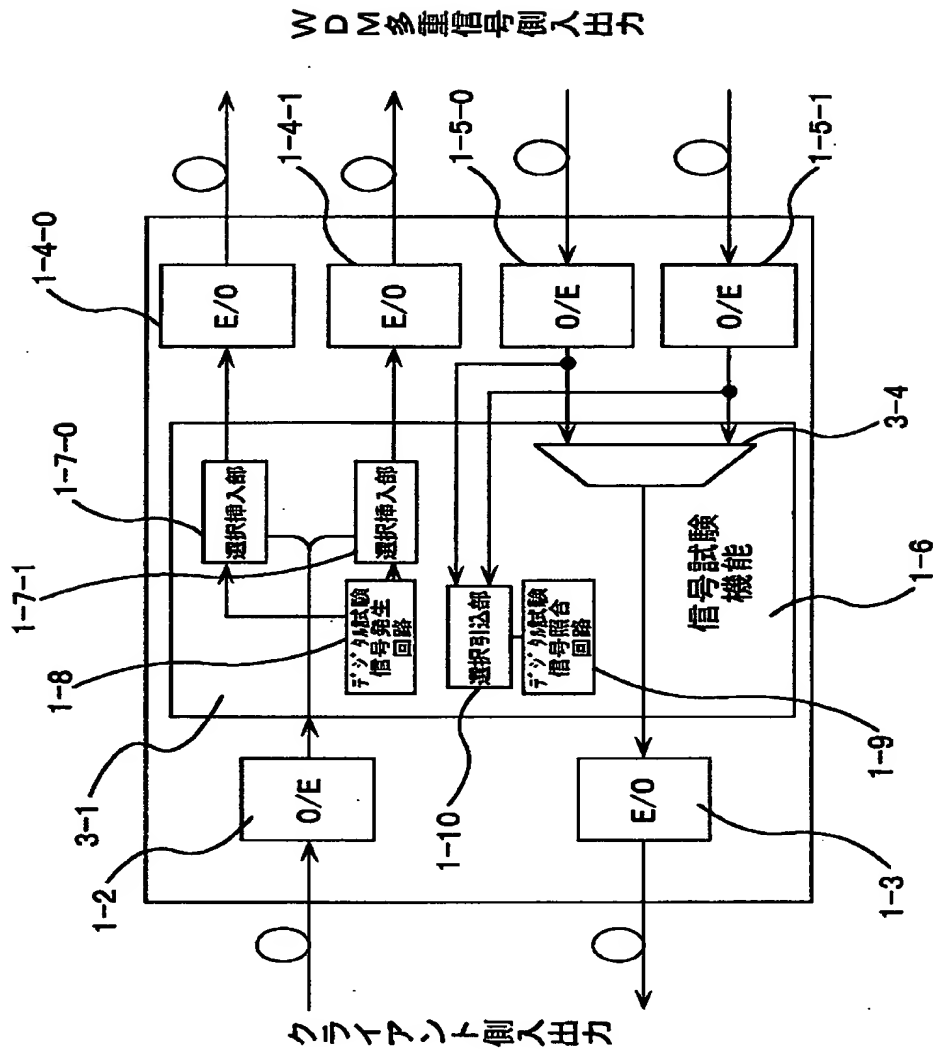 WDM多重信号側入出力
1-4-0
1-4-1
1-5-0
1-5-1
E/O
E/O
O/E
O/E
3-4
1-7-0
1-7-1
選択挿入部
選択挿入部
1-8
デジタル試験
信号発生
回路
選択引込部
デジタル試験
信号照合
回路
信号試験
機能
1-6
3-1
1-2
O/E
1-10
1-9
E/O
1-3
クライアント側入出力